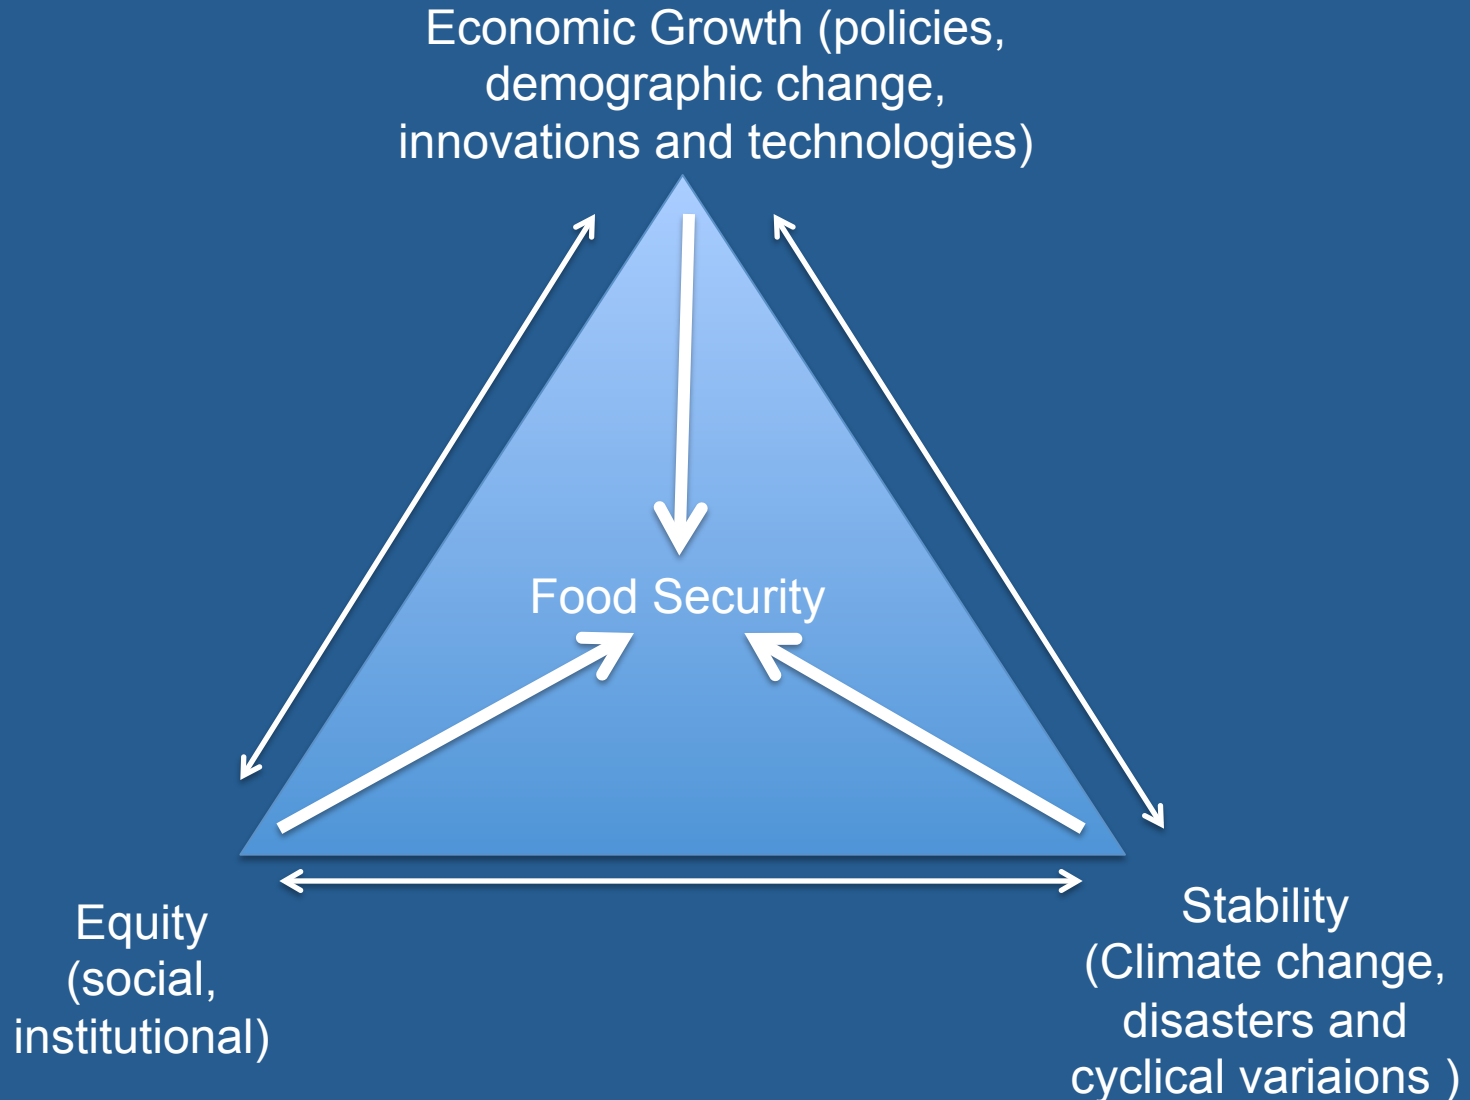 Economic Growth (policies,
demographic change,
innovations and technologies)
Food Security
Equity
(social,
institutional)
Stability
(Climate change,
disasters and
cyclical variaions )